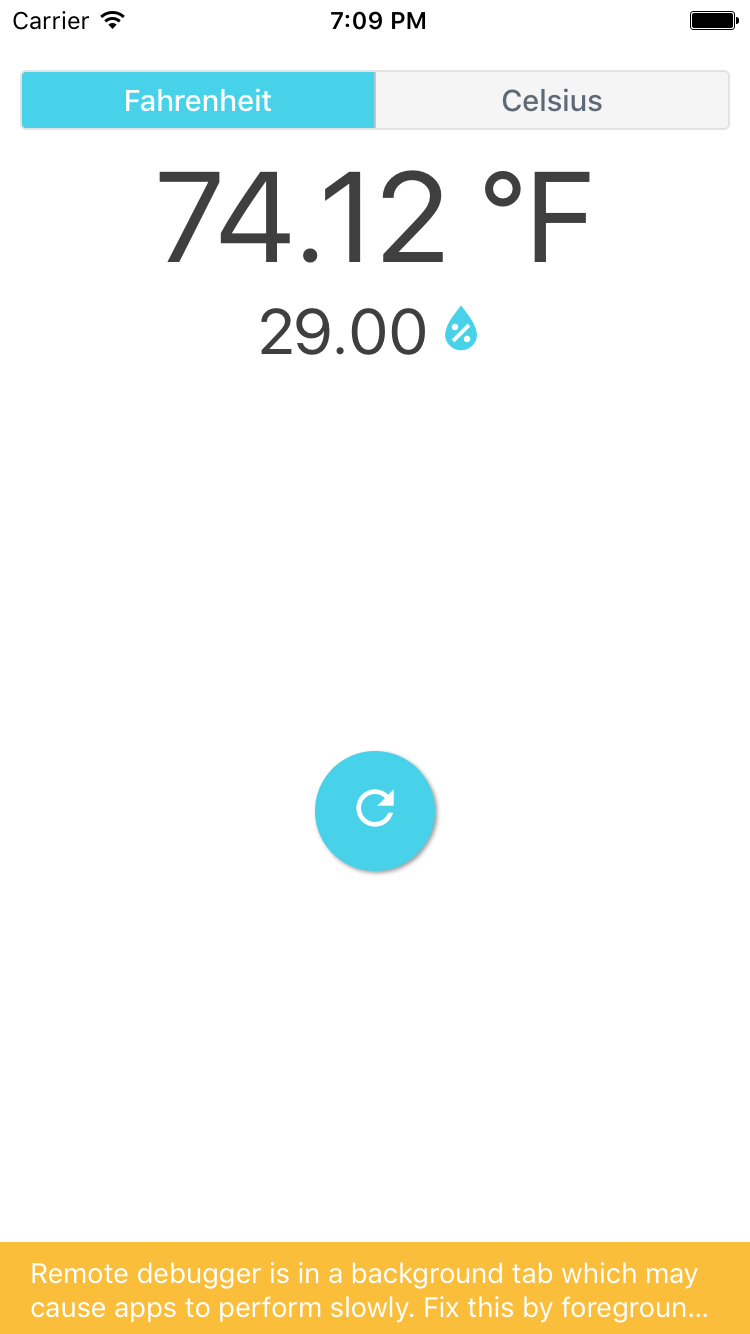 Carrier 7:09 PM
Fahrenheit Celsius
74.12 °F
29.00 %
Remote debugger is in a background tab which may
cause apps to perform slowly. Fix this by foregroun...